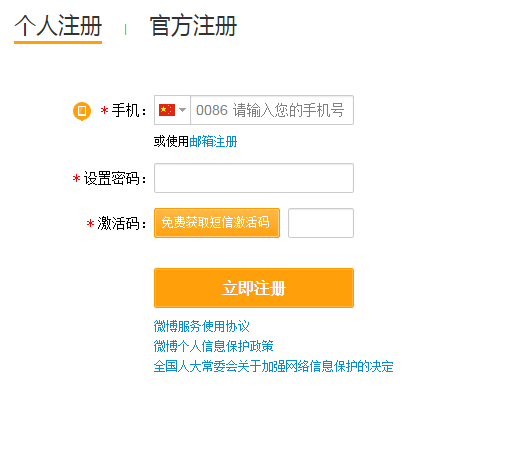 个人注册 | 官方注册
*手机: 0086 请输入您的手机号
或使用邮箱注册
*设置密码:
*激活码: 免费获取短信激活码
立即注册
微博服务使用协议
微博个人信息保护政策
全国人大常委会关于加强网络信息保护的决定